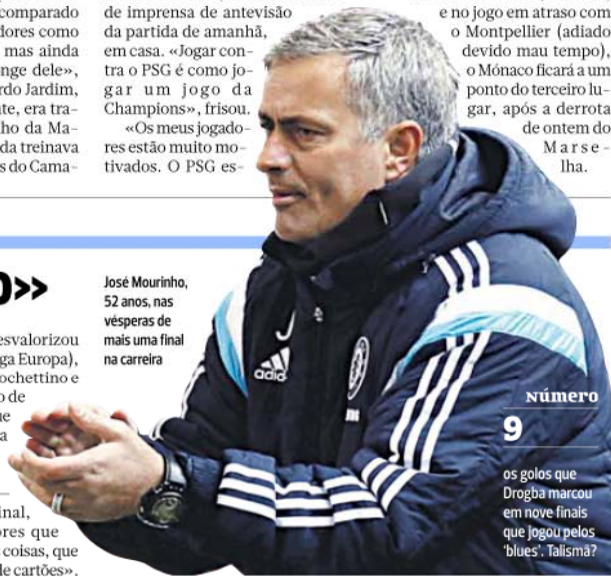 comparado
dores como
mas ainda
nge dele»,
rdo Jardim,
te, era tra-
ho da Ma-
da treinava
s do Cama-
de imprensa de antevisão
da partida de amanhã,
em casa. «Jogar con-
tra o PSG é como jo-
gar um jogo da
Champions», frisou.
«Os meus jogado-
res estão muito mo-
tivados. O PSG es-
e no jogo em atraso com
o Montpellier (adiado
devido mau tempo),
o Mónaco ficará a um
ponto do terceiro lu-
gar, após a derrota
de ontem do
Marse-
lha.
O»
esvalorizou
ga Europa),
ochettino e
o de
ue
a
inal,
ores que
coisas, que
de cartões».
José Mourinho,
52 anos, nas
vésperas de
mais uma final
na carreira
adidas
Número
9
os golos que
Drogba marcou
em nove finais
que jogou pelos
'blues'. Talismã?